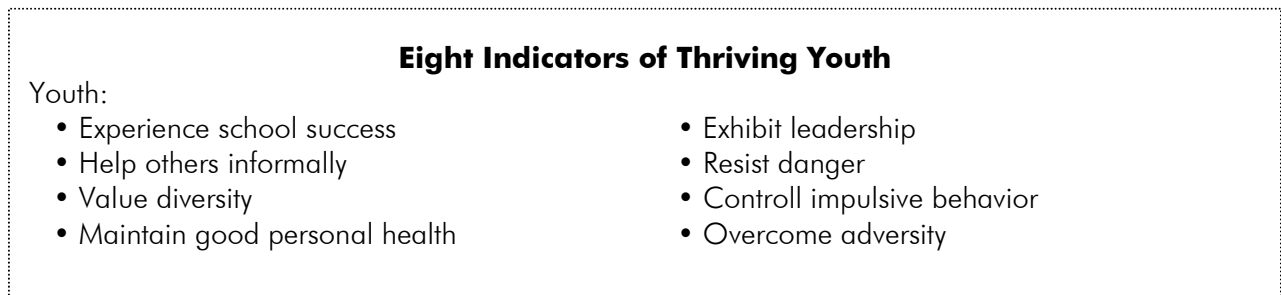 Eight Indicators of Thriving Youth
Youth:
• Experience school success
• Help others informally
• Value diversity
• Maintain good personal health
• Exhibit leadership
• Resist danger
• Controll impulsive behavior
• Overcome adversity